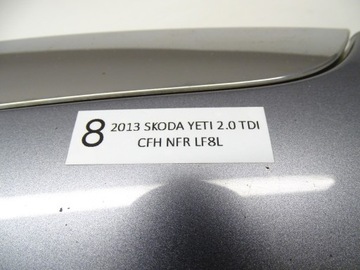 8 2013 SKODA YETI 2.0 TDI
CFH NFR LF8L